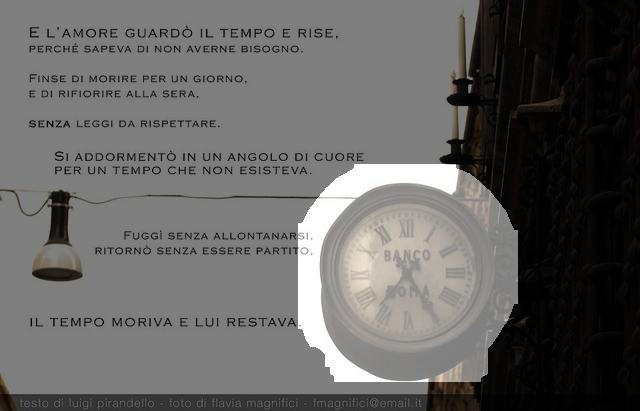 E L'AMORE GUARDÒ IL TEMPO E RISE,
PERCHÉ SAPEVA DI NON AVERNE BISOGNO.
FINSE DI MORIRE PER UN GIORNO,
E DI RIFIORIRE ALLA SERA,
SENZA LEGGI DA RISPETTARE.
SI ADDORMENTÒ IN UN ANGOLO DI CUORE
PER UN TEMPO CHE NON ESISTEVA.
FUGGÌ SENZA ALLONTANARSI,
RITORNÒ SENZA ESSERE PARTITO,
IL TEMPO MORIVA E LUI RESTAVA.
XII
BANCO
ROMA
testo di luigi pirandello - foto di flavia magnifici - fmagnifici@email.it